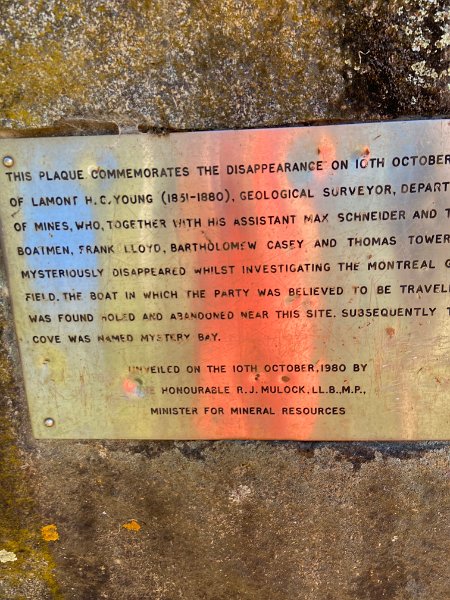 THIS PLAQUE COMMEMORATES THE DISAPPEARANCE ON 10TH OCTOBER
OF LAMONT H.C.YOUNG (1851-1880), GEOLOGICAL SURVEYOR, DEPART
OF MINES, WHO, TOGETHER WITH HIS ASSISTANT MAX SCHNEIDER AND T
BOATMEN, FRANK LLOYD, BARTHOLOMEW CASEY AND THOMAS TOWER
MYSTERIOUSLY DISAPPEARED WHILST INVESTIGATING THE MONTREAL G
FIELD. THE BOAT IN WHICH THE PARTY WAS BELIEVED TO BE TRAVELL
WAS FOUND HOLED AND ABANDONED NEAR THIS SITE. SUBSEQUENTLY T
COVE WAS NAMED MYSTERY BAY.
UNVEILED ON THE 10TH OCTOBER, 1980 BY
HONOURABLE R.J. MULOCK, LL.B., M.P.,
MINISTER FOR MINERAL RESOURCES